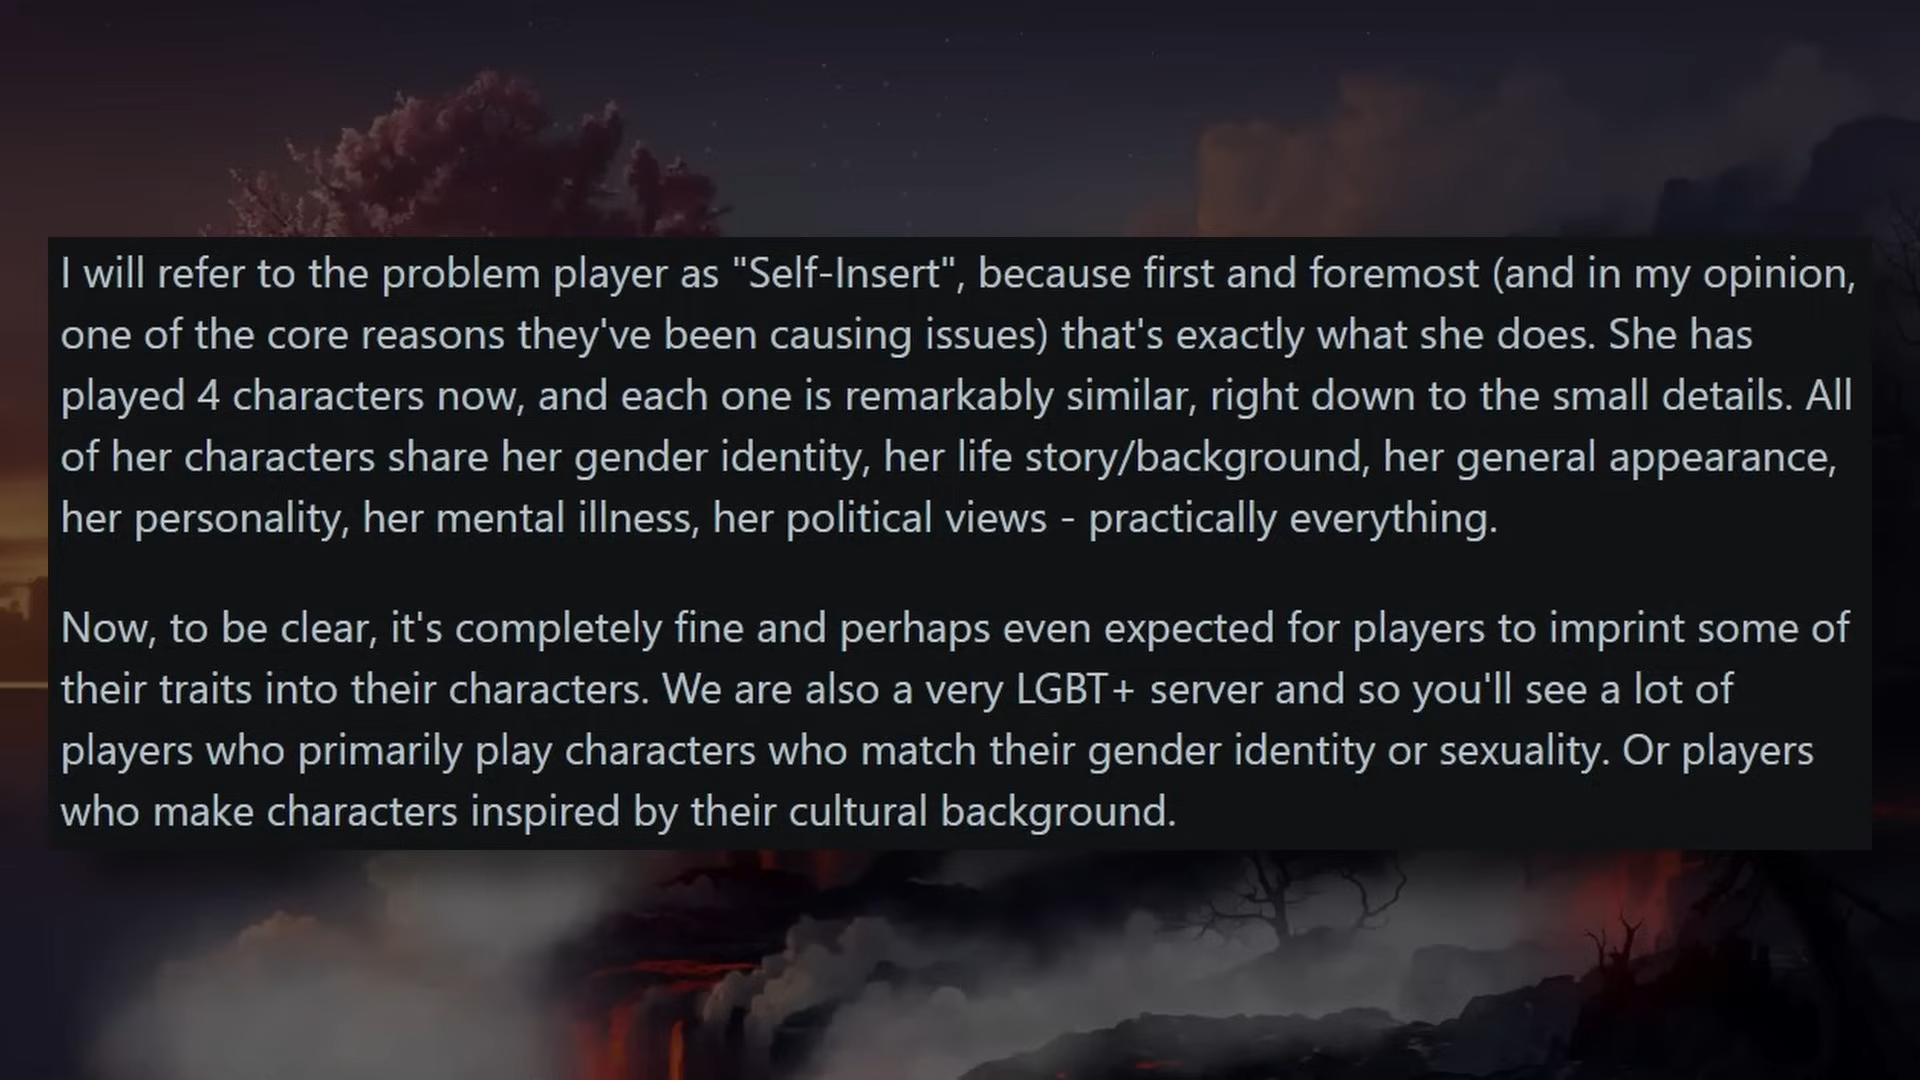 I will refer to the problem player as "Self-Insert", because first and foremost (and in my opinion,
one of the core reasons they've been causing issues) that's exactly what she does. She has
played 4 characters now, and each one is remarkably similar, right down to the small details. All
of her characters share her gender identity, her life story/background, her general appearance,
her personality, her mental illness, her political views - practically everything.
Now, to be clear, it's completely fine and perhaps even expected for players to imprint some of
their traits into their characters. We are also a very LGBT+ server and so you'll see a lot of
players who primarily play characters who match their gender identity or sexuality. Or players
who make characters inspired by their cultural background.